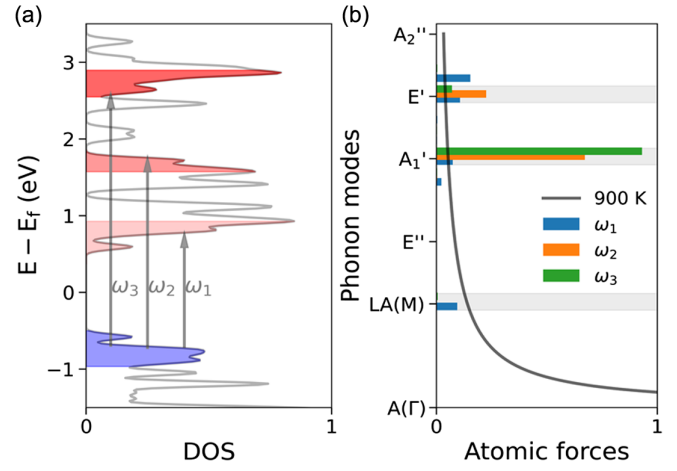 (a)
E − E_f (eV)
3
2
1
0
−1
ω₃
ω₂
ω₁
0
1
DOS
(b)
Phonon modes
A₂''
E'
A₁'
E''
LA(M)
A(Γ)
900 K
ω₁
ω₂
ω₃
0
1
Atomic forces